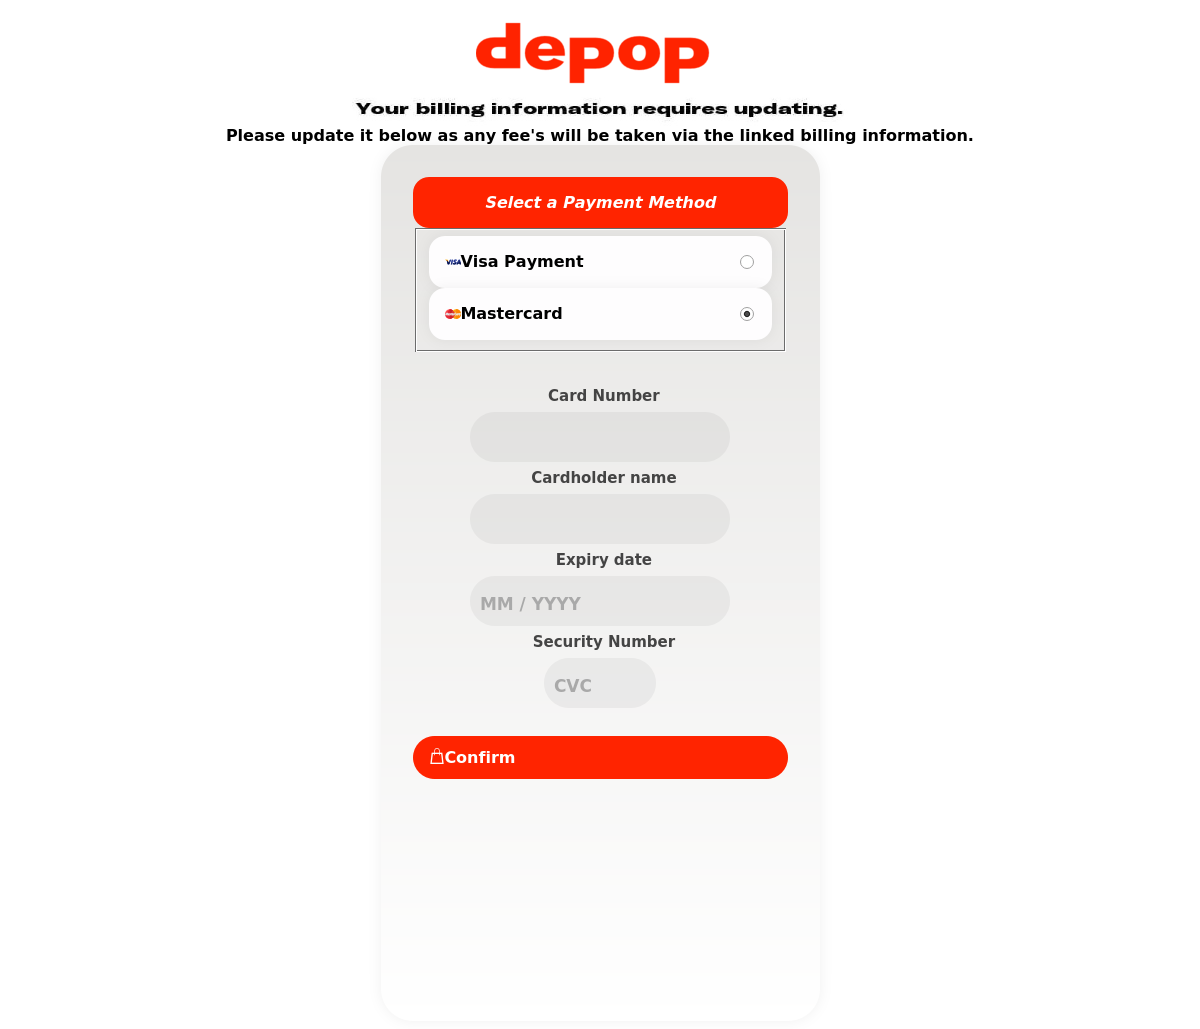 depop
Your billing information requires updating.
Please update it below as any fee's will be taken via the linked billing information.
Select a Payment Method
VISA Visa Payment
Mastercard
Card Number
Cardholder name
Expiry date
MM / YYYY
Security Number
CVC
Confirm